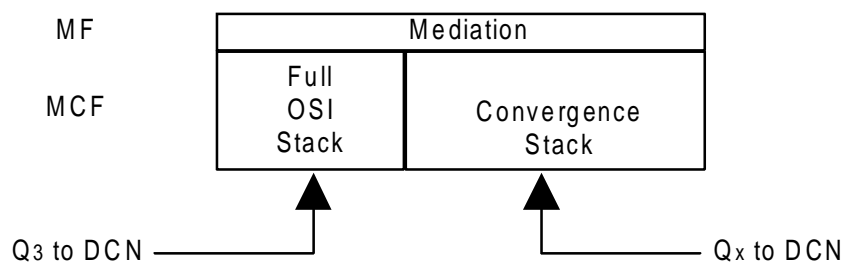 MF
Mediation
MCF
Full
OSI
Stack
Convergence
Stack
Q3 to DCN
Qx to DCN